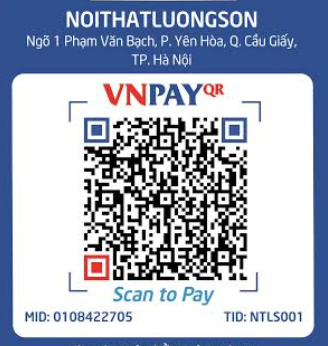 NOITHATLUONGSON
Ngõ 1 Phạm Văn Bạch, P. Yên Hòa, Q. Cầu Giấy,
TP. Hà Nội
VNPAYQR
Scan to Pay
MID: 0108422705 TID: NTLS001